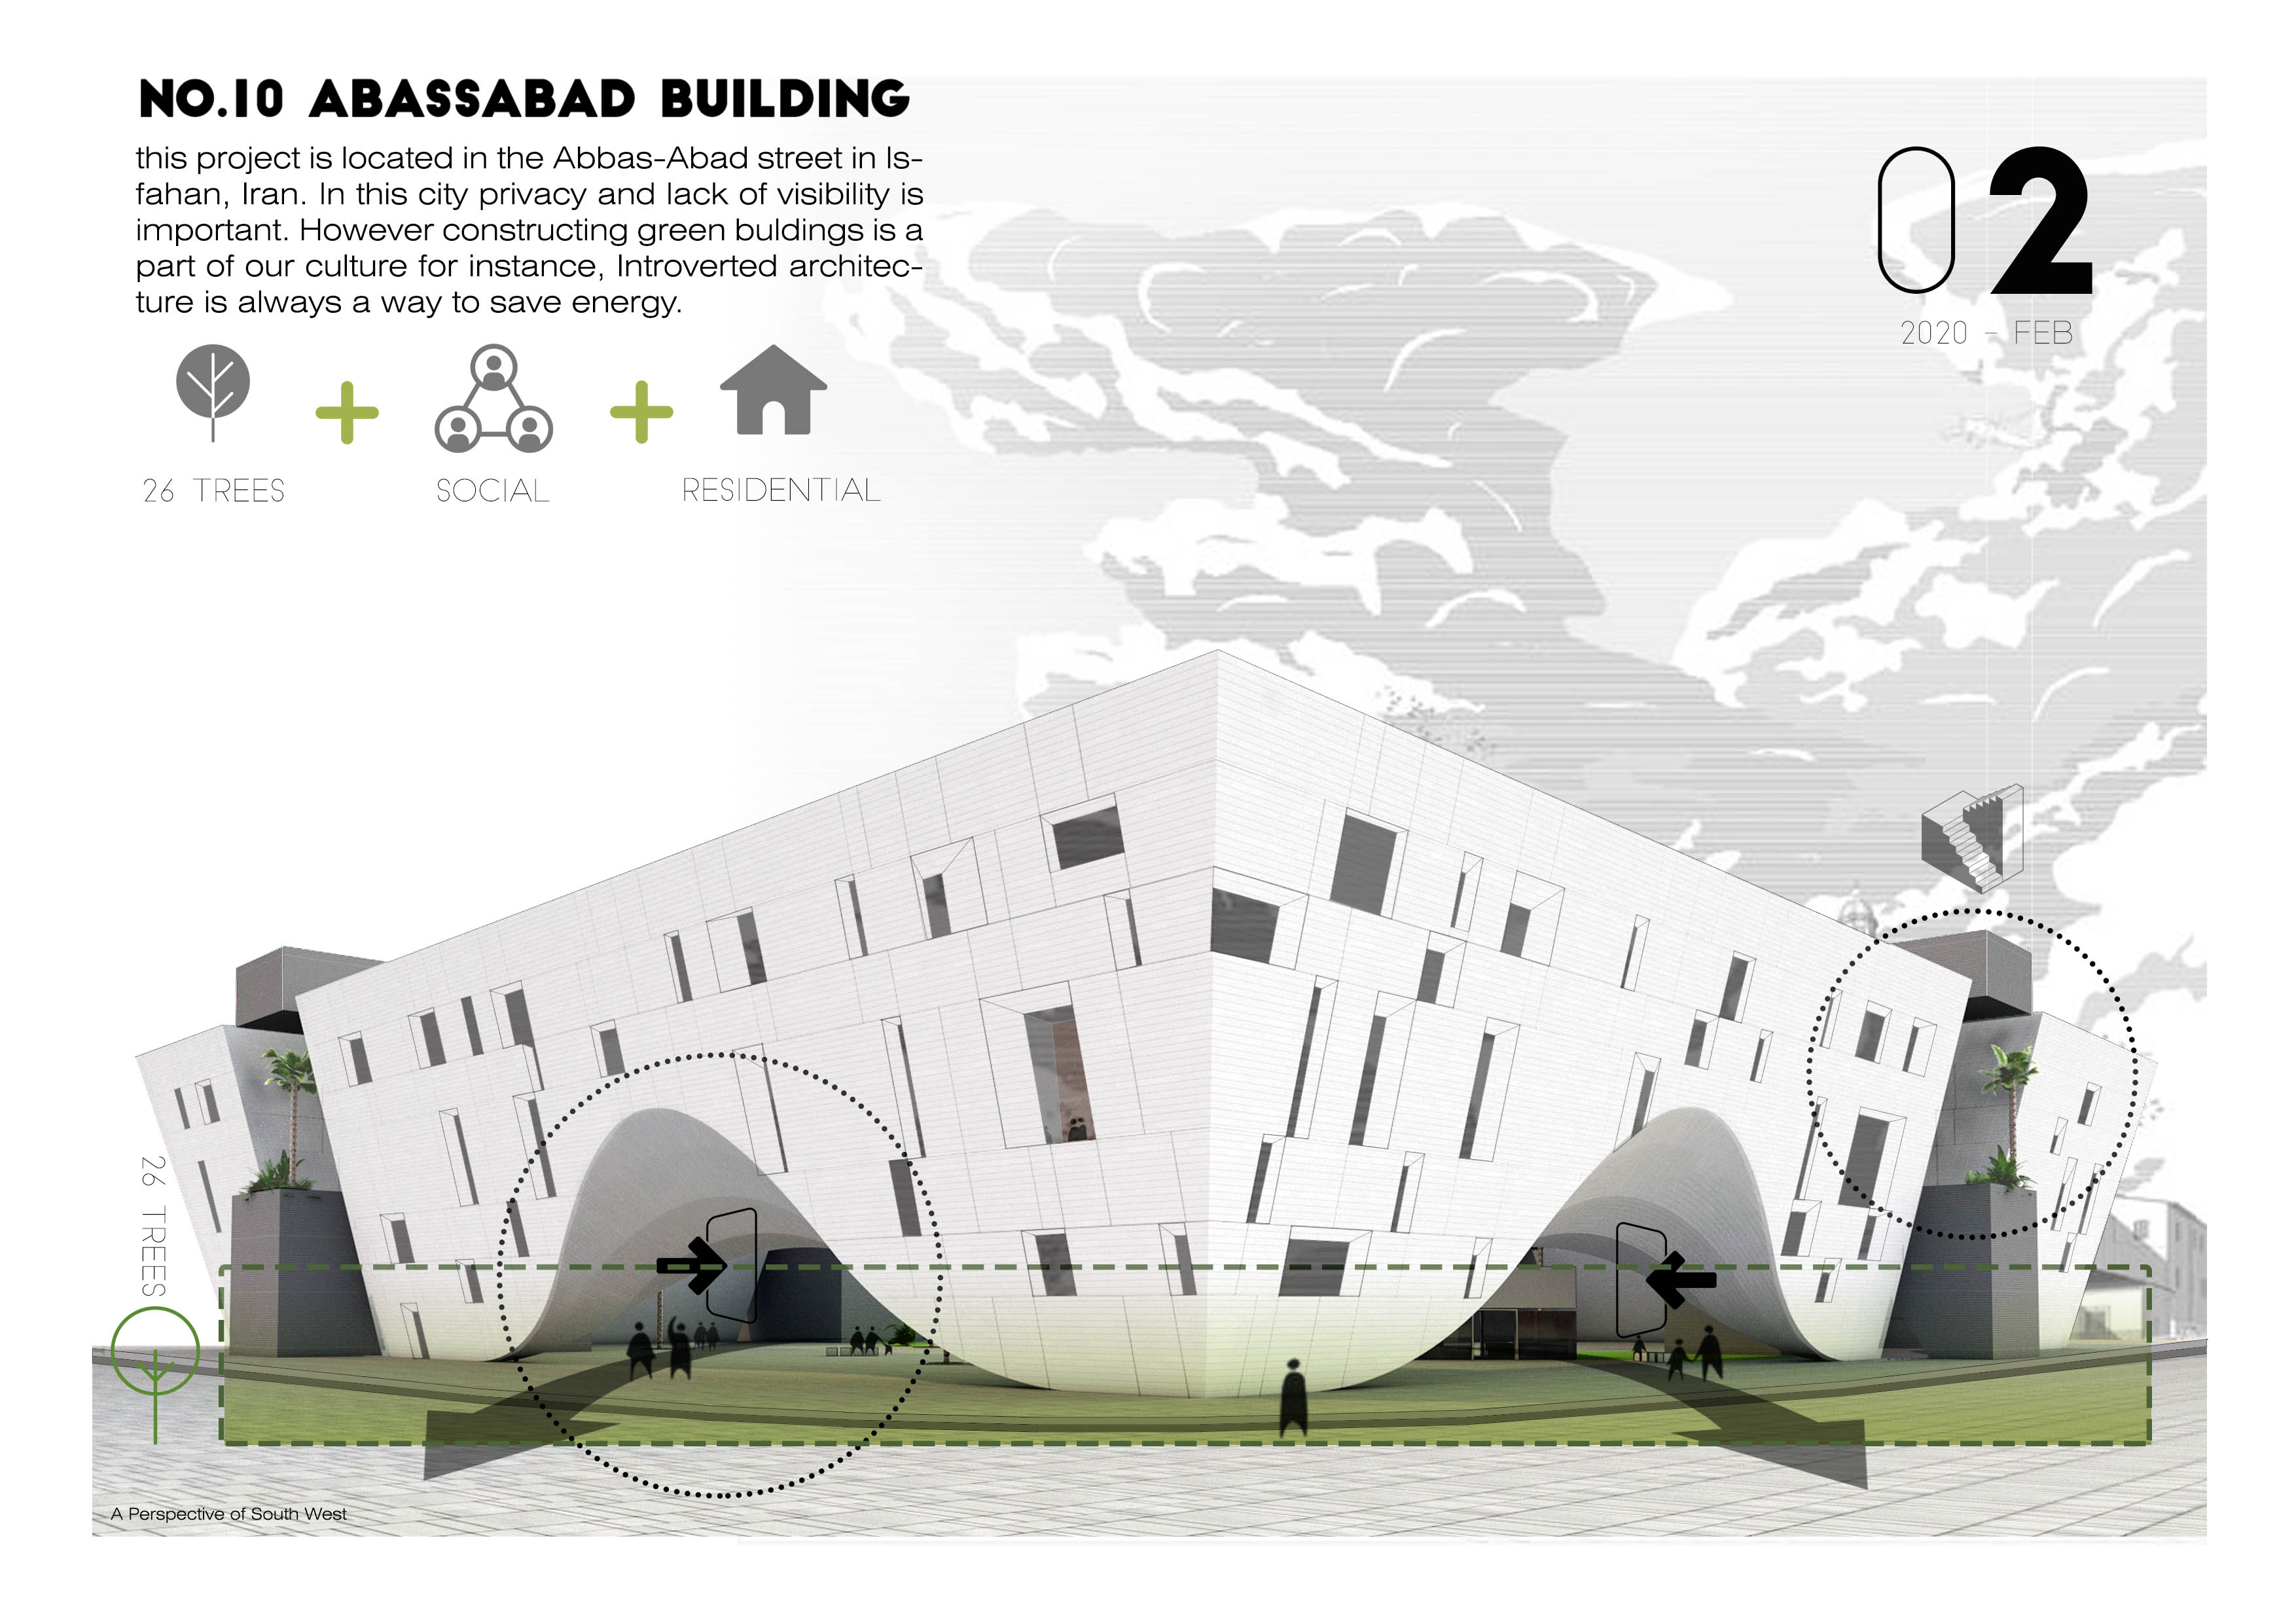 NO.10 ABASSABAD BUILDING
this project is located in the Abbas-Abad street in Is-
fahan, Iran. In this city privacy and lack of visibility is
important. However constructing green buldings is a
part of our culture for instance, Introverted architec-
ture is always a way to save energy.
26 TREES
SOCIAL
RESIDENTIAL
02
2020 - FEB
26 TREES
A Perspective of South West